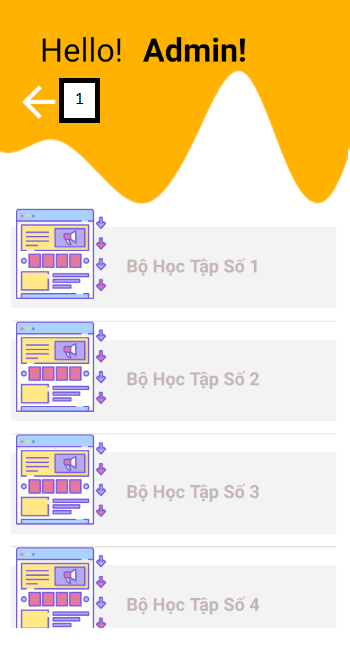 Hello! Admin!
1
Bộ Học Tập Số 1
Bộ Học Tập Số 2
Bộ Học Tập Số 3
Bộ Học Tập Số 4